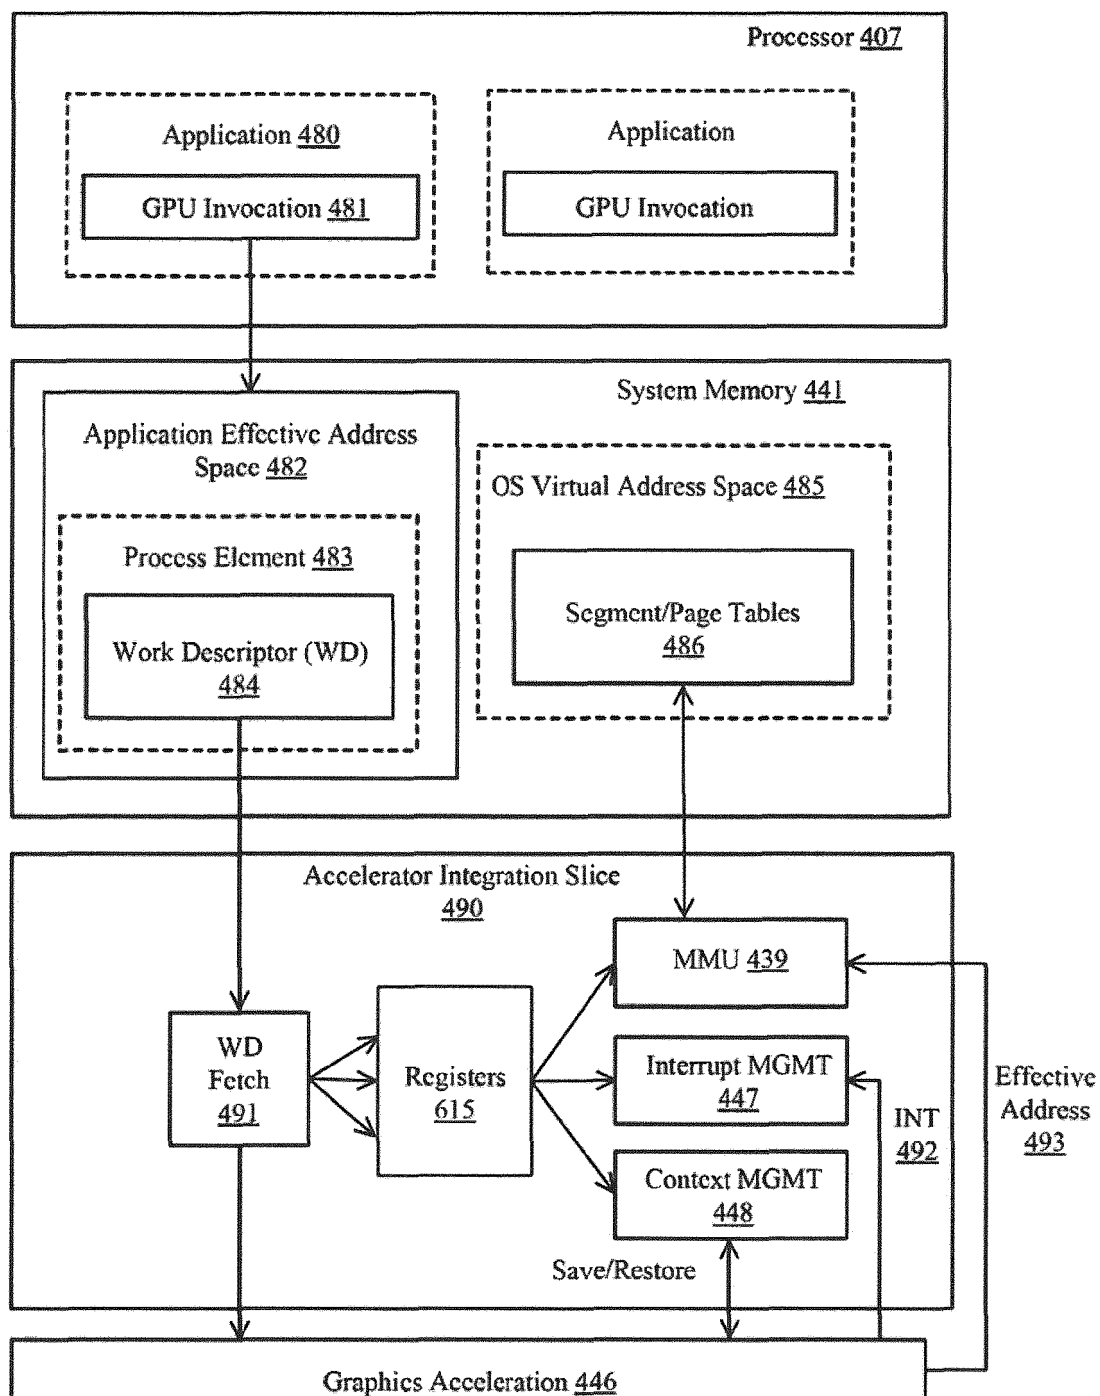 Processor 407
Application 480
GPU Invocation 481
Application
GPU Invocation
System Memory 441
Application Effective Address
Space 482
Process Element 483
Work Descriptor (WD)
484
OS Virtual Address Space 485
Segment/Page Tables
486
Accelerator Integration Slice
490
MMU 439
WD
Fetch
491
Registers
615
Interrupt MGMT
447
Context MGMT
448
Save/Restore
INT
492
Effective
Address
493
Graphics Acceleration 446